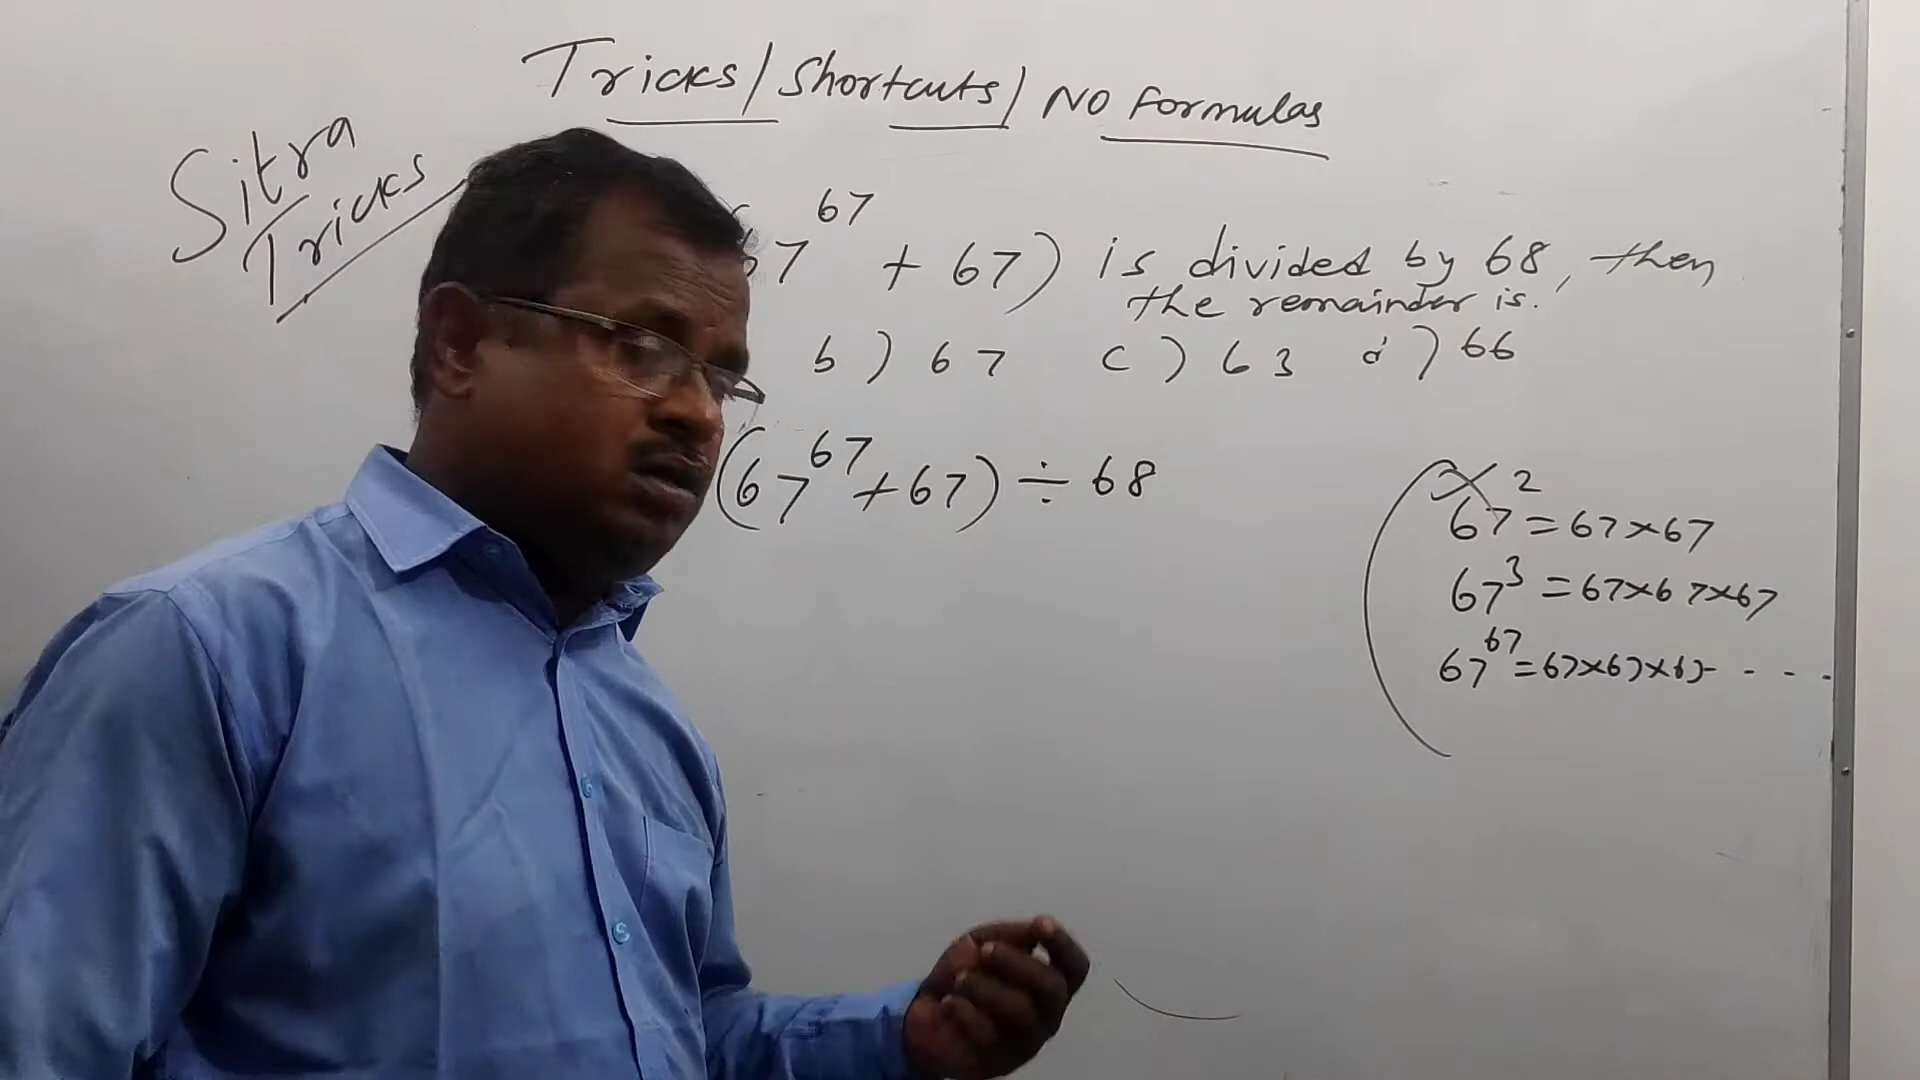 Tricks/Shortcuts/NO Formulas
Sitra
Tricks
67^67 + 67) is divided by 68, then
the remainder is.
b) 67 c) 63 d) 66
(67^67+67) ÷ 68
67^2 = 67×67
67^3 = 67×67×67
67^67 = 67×67×67- - - -